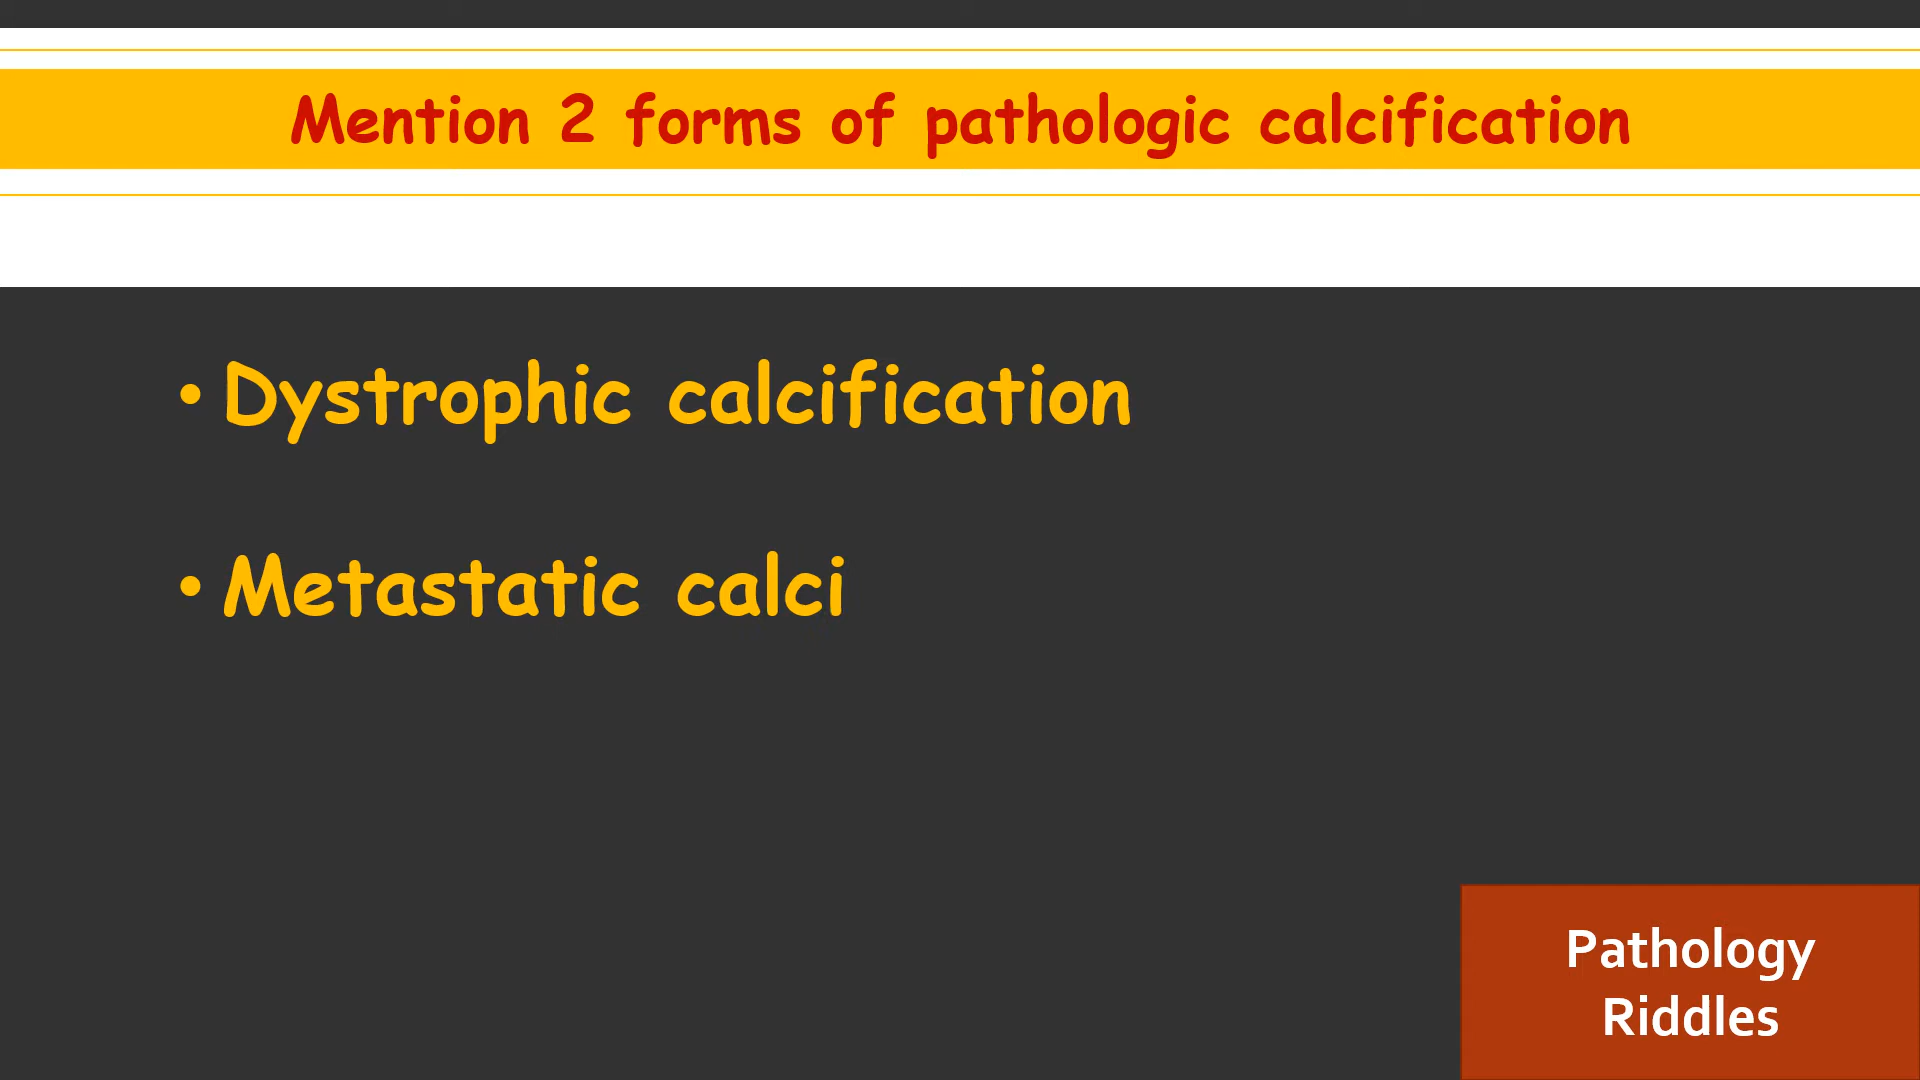 Mention 2 forms of pathologic calcification
• Dystrophic calcification
• Metastatic calci
Pathology
Riddles